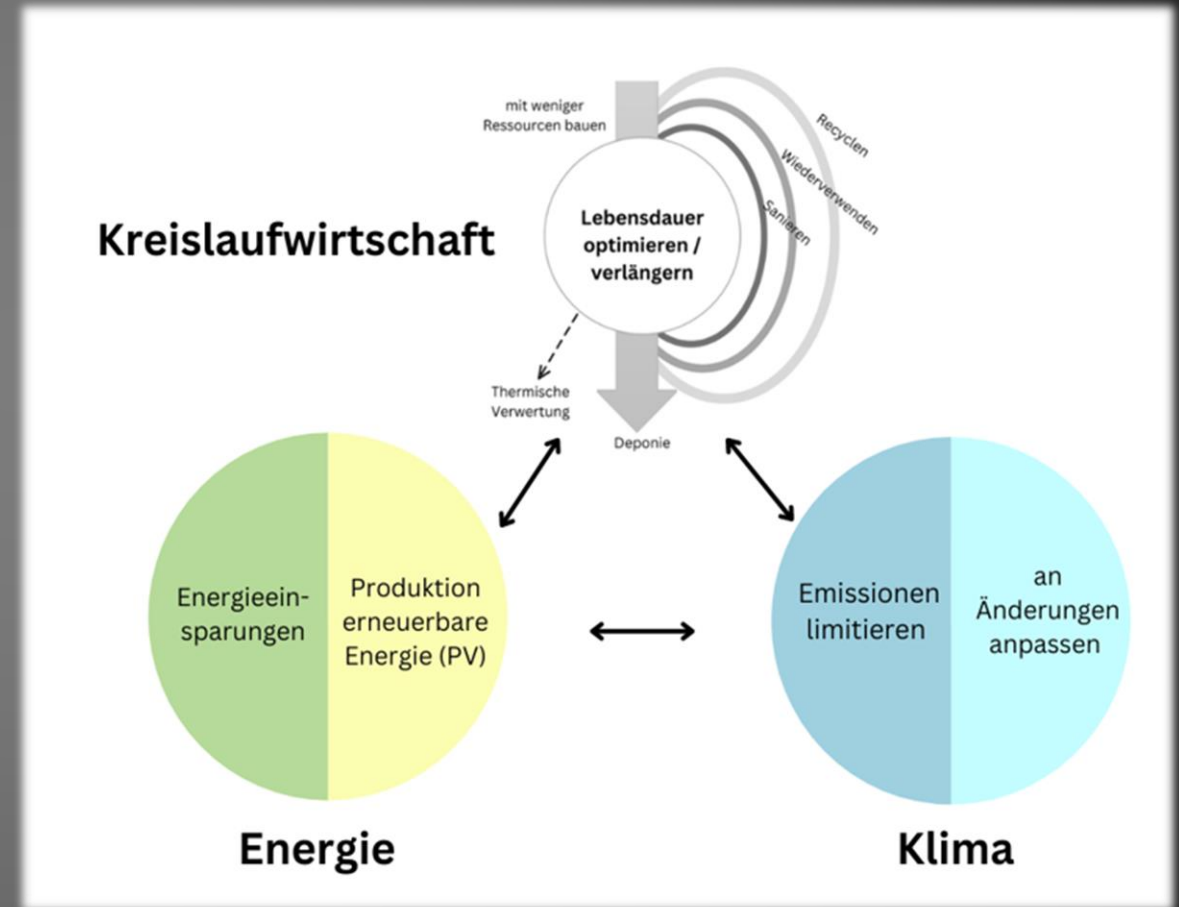 mit weniger
Ressourcen bauen
Recyclen
Wiederverwenden
Sanieren
Kreislaufwirtschaft
Lebensdauer
optimieren /
verlängern
Thermische
Verwertung
Deponie
Energieein-
sparungen
Produktion
erneuerbare
Energie (PV)
Emissionen
limitieren
an
Änderungen
anpassen
Energie
Klima